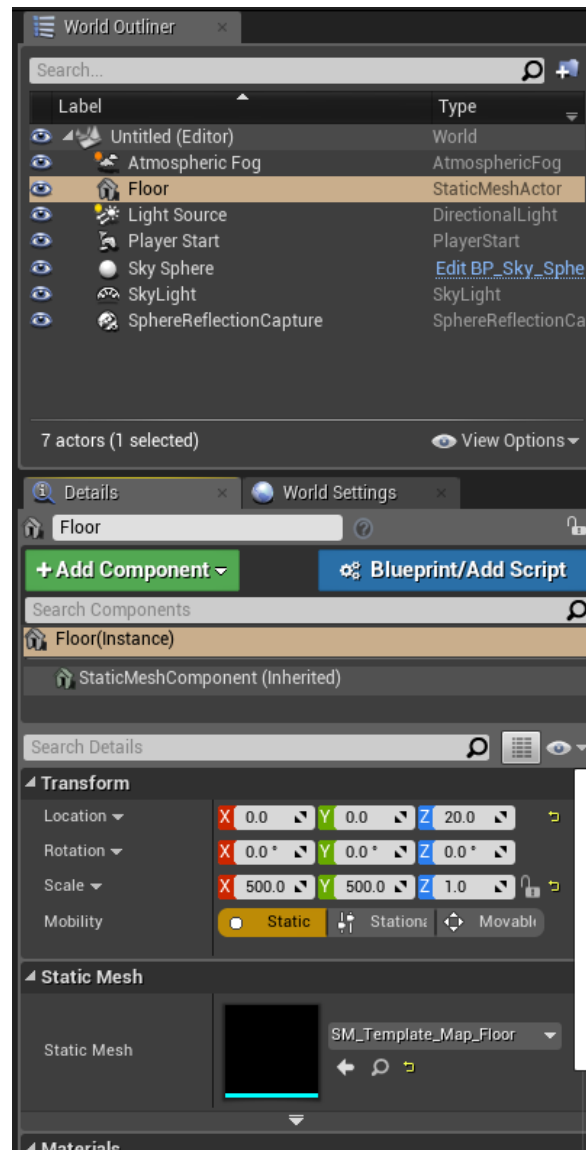 World Outliner
Search...
Label Type
Untitled (Editor) World
Atmospheric Fog AtmosphericFog
Floor StaticMeshActor
Light Source DirectionalLight
Player Start PlayerStart
Sky Sphere Edit BP_Sky_Sphe
SkyLight SkyLight
SphereReflectionCapture SphereReflectionCa
7 actors (1 selected) View Options
Details World Settings
Floor
+ Add Component Blueprint/Add Script
Search Components
Floor(Instance)
StaticMeshComponent (Inherited)
Search Details
Transform
Location X 0.0 Y 0.0 Z 20.0
Rotation X 0.0 ° Y 0.0 ° Z 0.0 °
Scale X 500.0 Y 500.0 Z 1.0
Mobility Static Stationa Movable
Static Mesh
Static Mesh SM_Template_Map_Floor
Materials